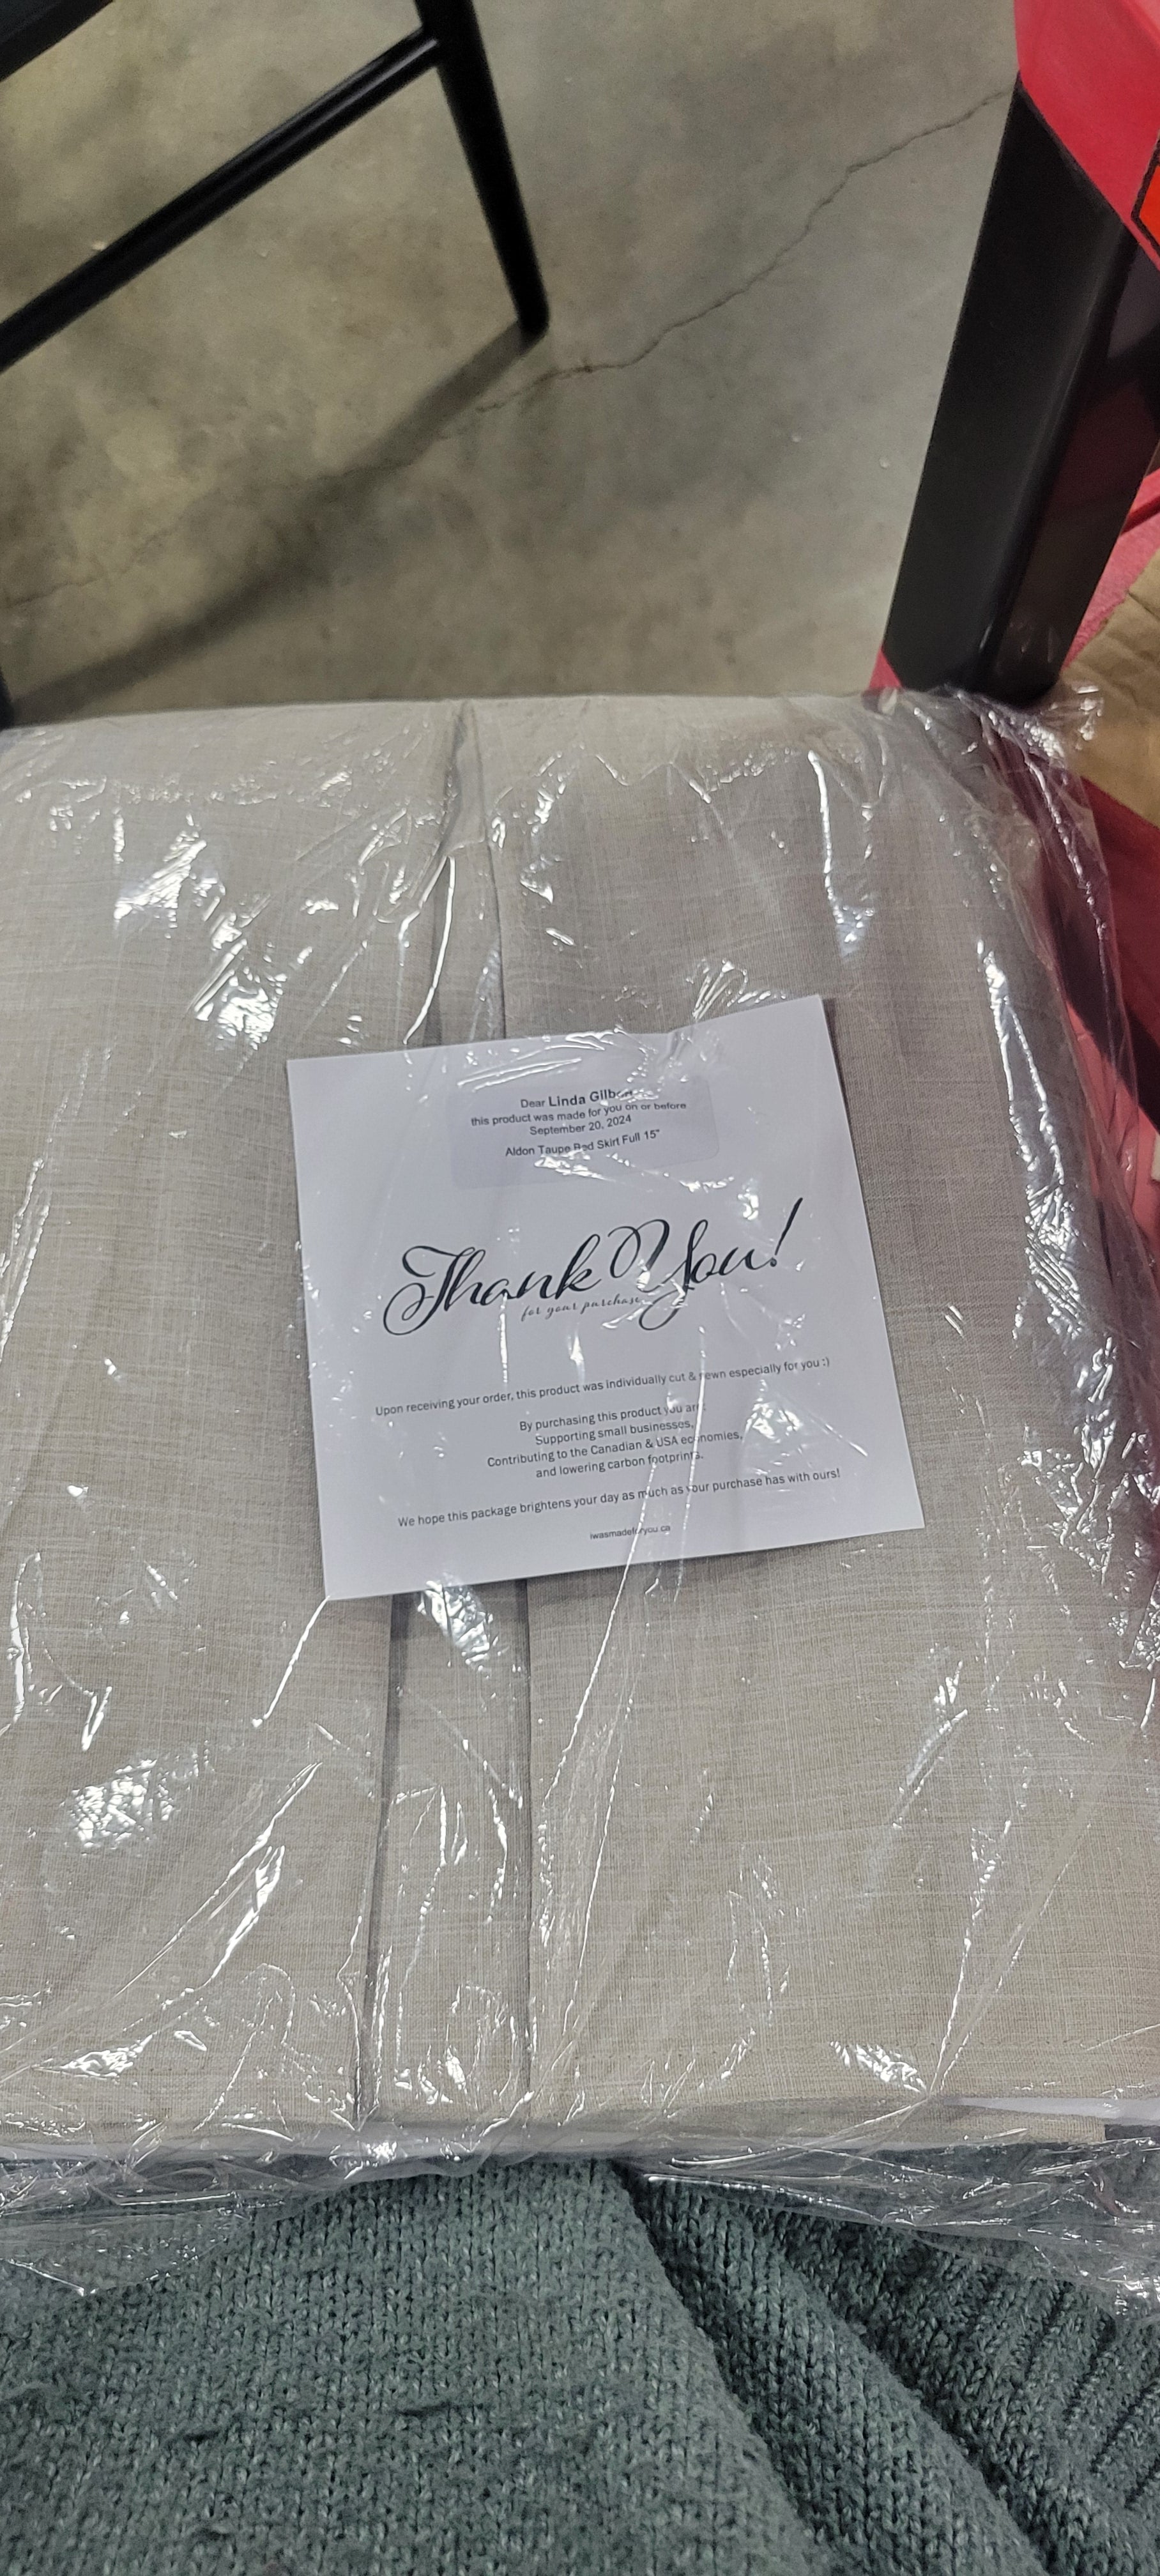 Dear Linda Gilbert
this product was made for you on or before
September 20, 2024
Aldon Taupe Bed Skirt Full 15"
Thank You!
for your purchase
Upon receiving your order, this product was individually cut & sewn especially for you :)
By purchasing this product you are:
Supporting small businesses,
Contributing to the Canadian & USA economies,
and lowering carbon footprints.
We hope this package brightens your day as much as your purchase has with ours!
iwasmadeforyou.ca